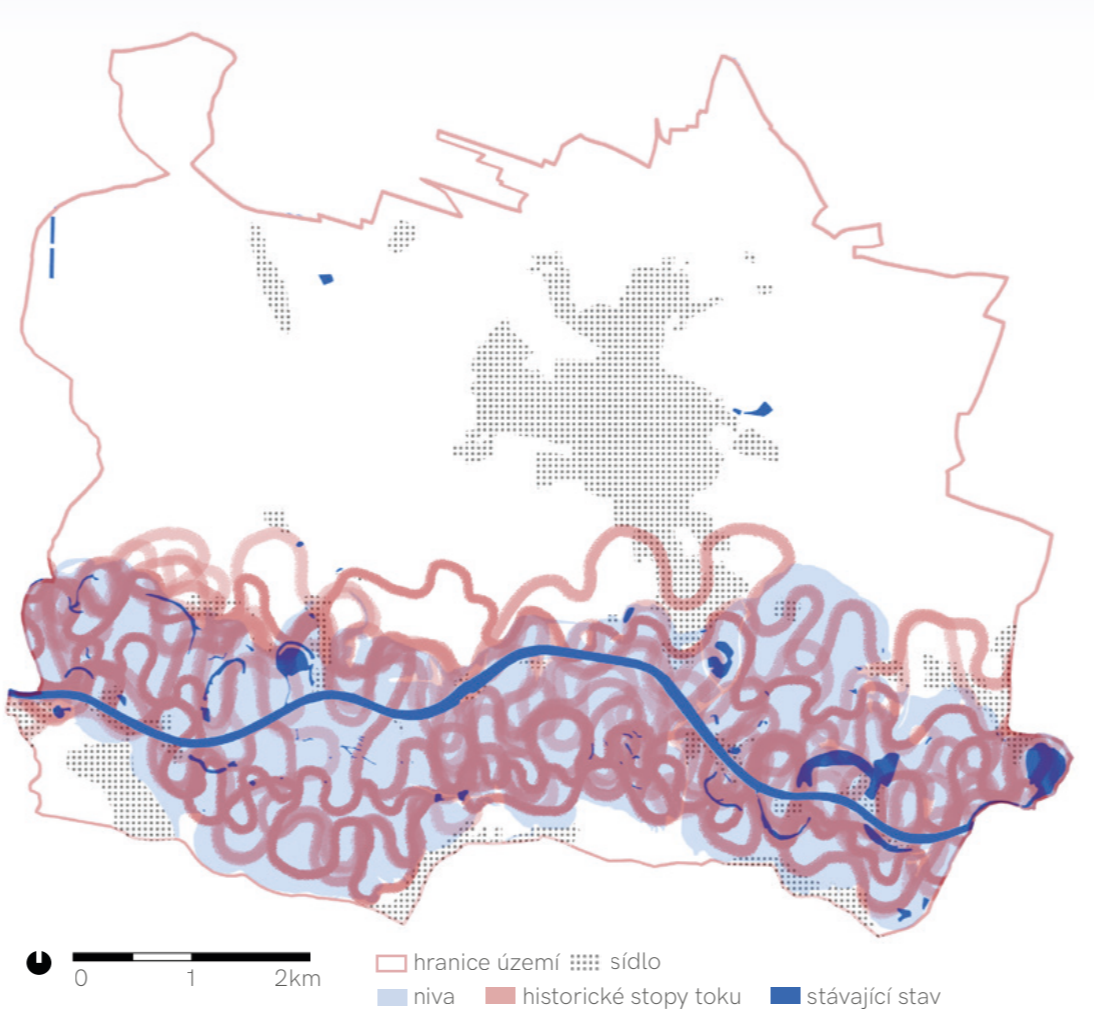 0 1 2km
hranice území sídlo
niva historické stopy toku stávající stav